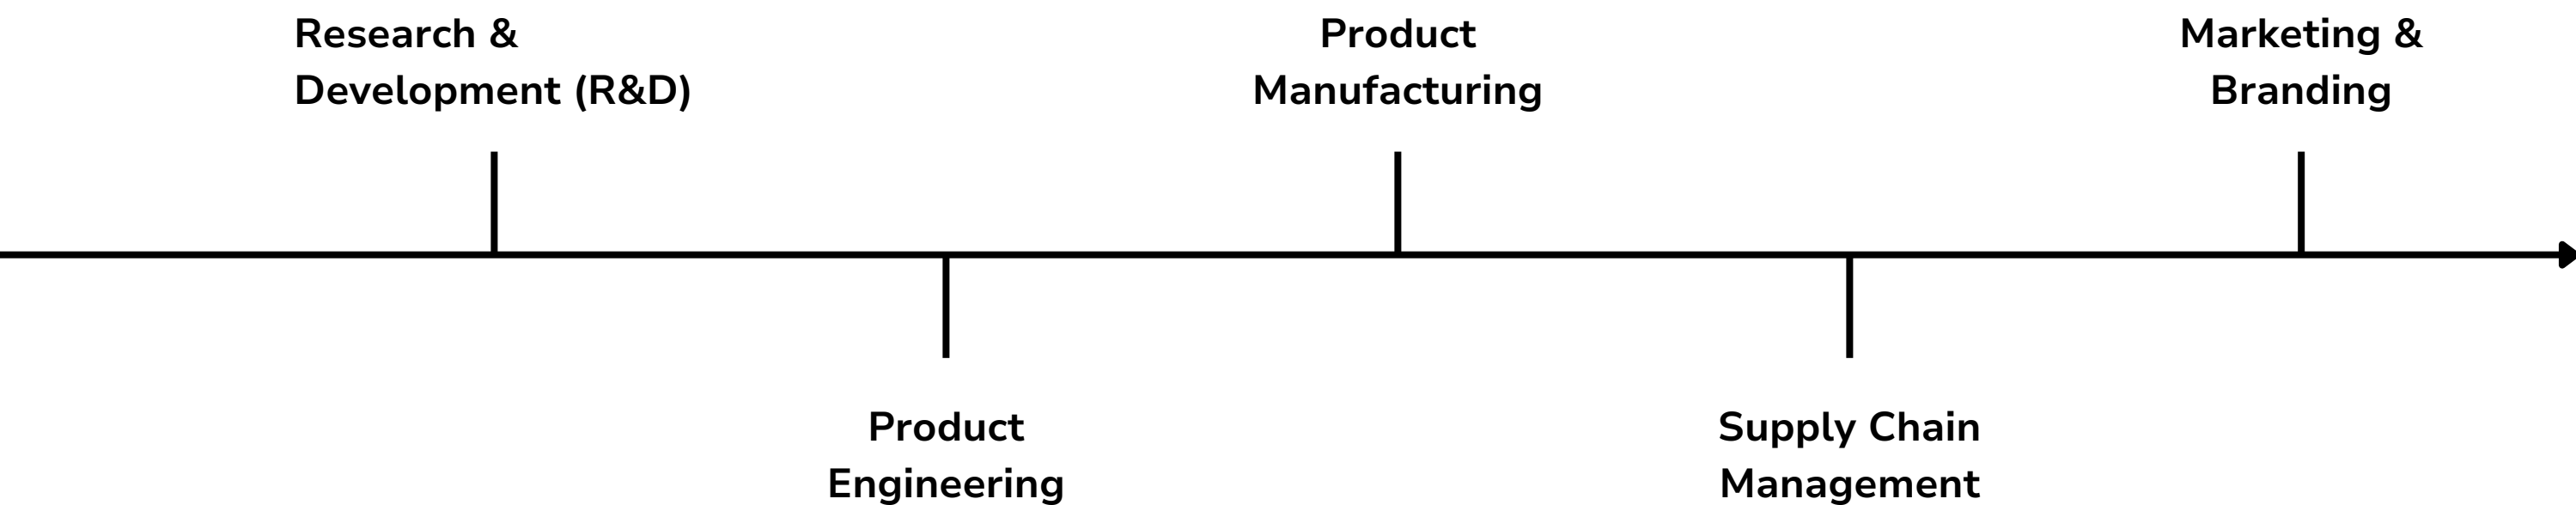 Research &
Development (R&D)
Product
Engineering
Product
Manufacturing
Supply Chain
Management
Marketing &
Branding